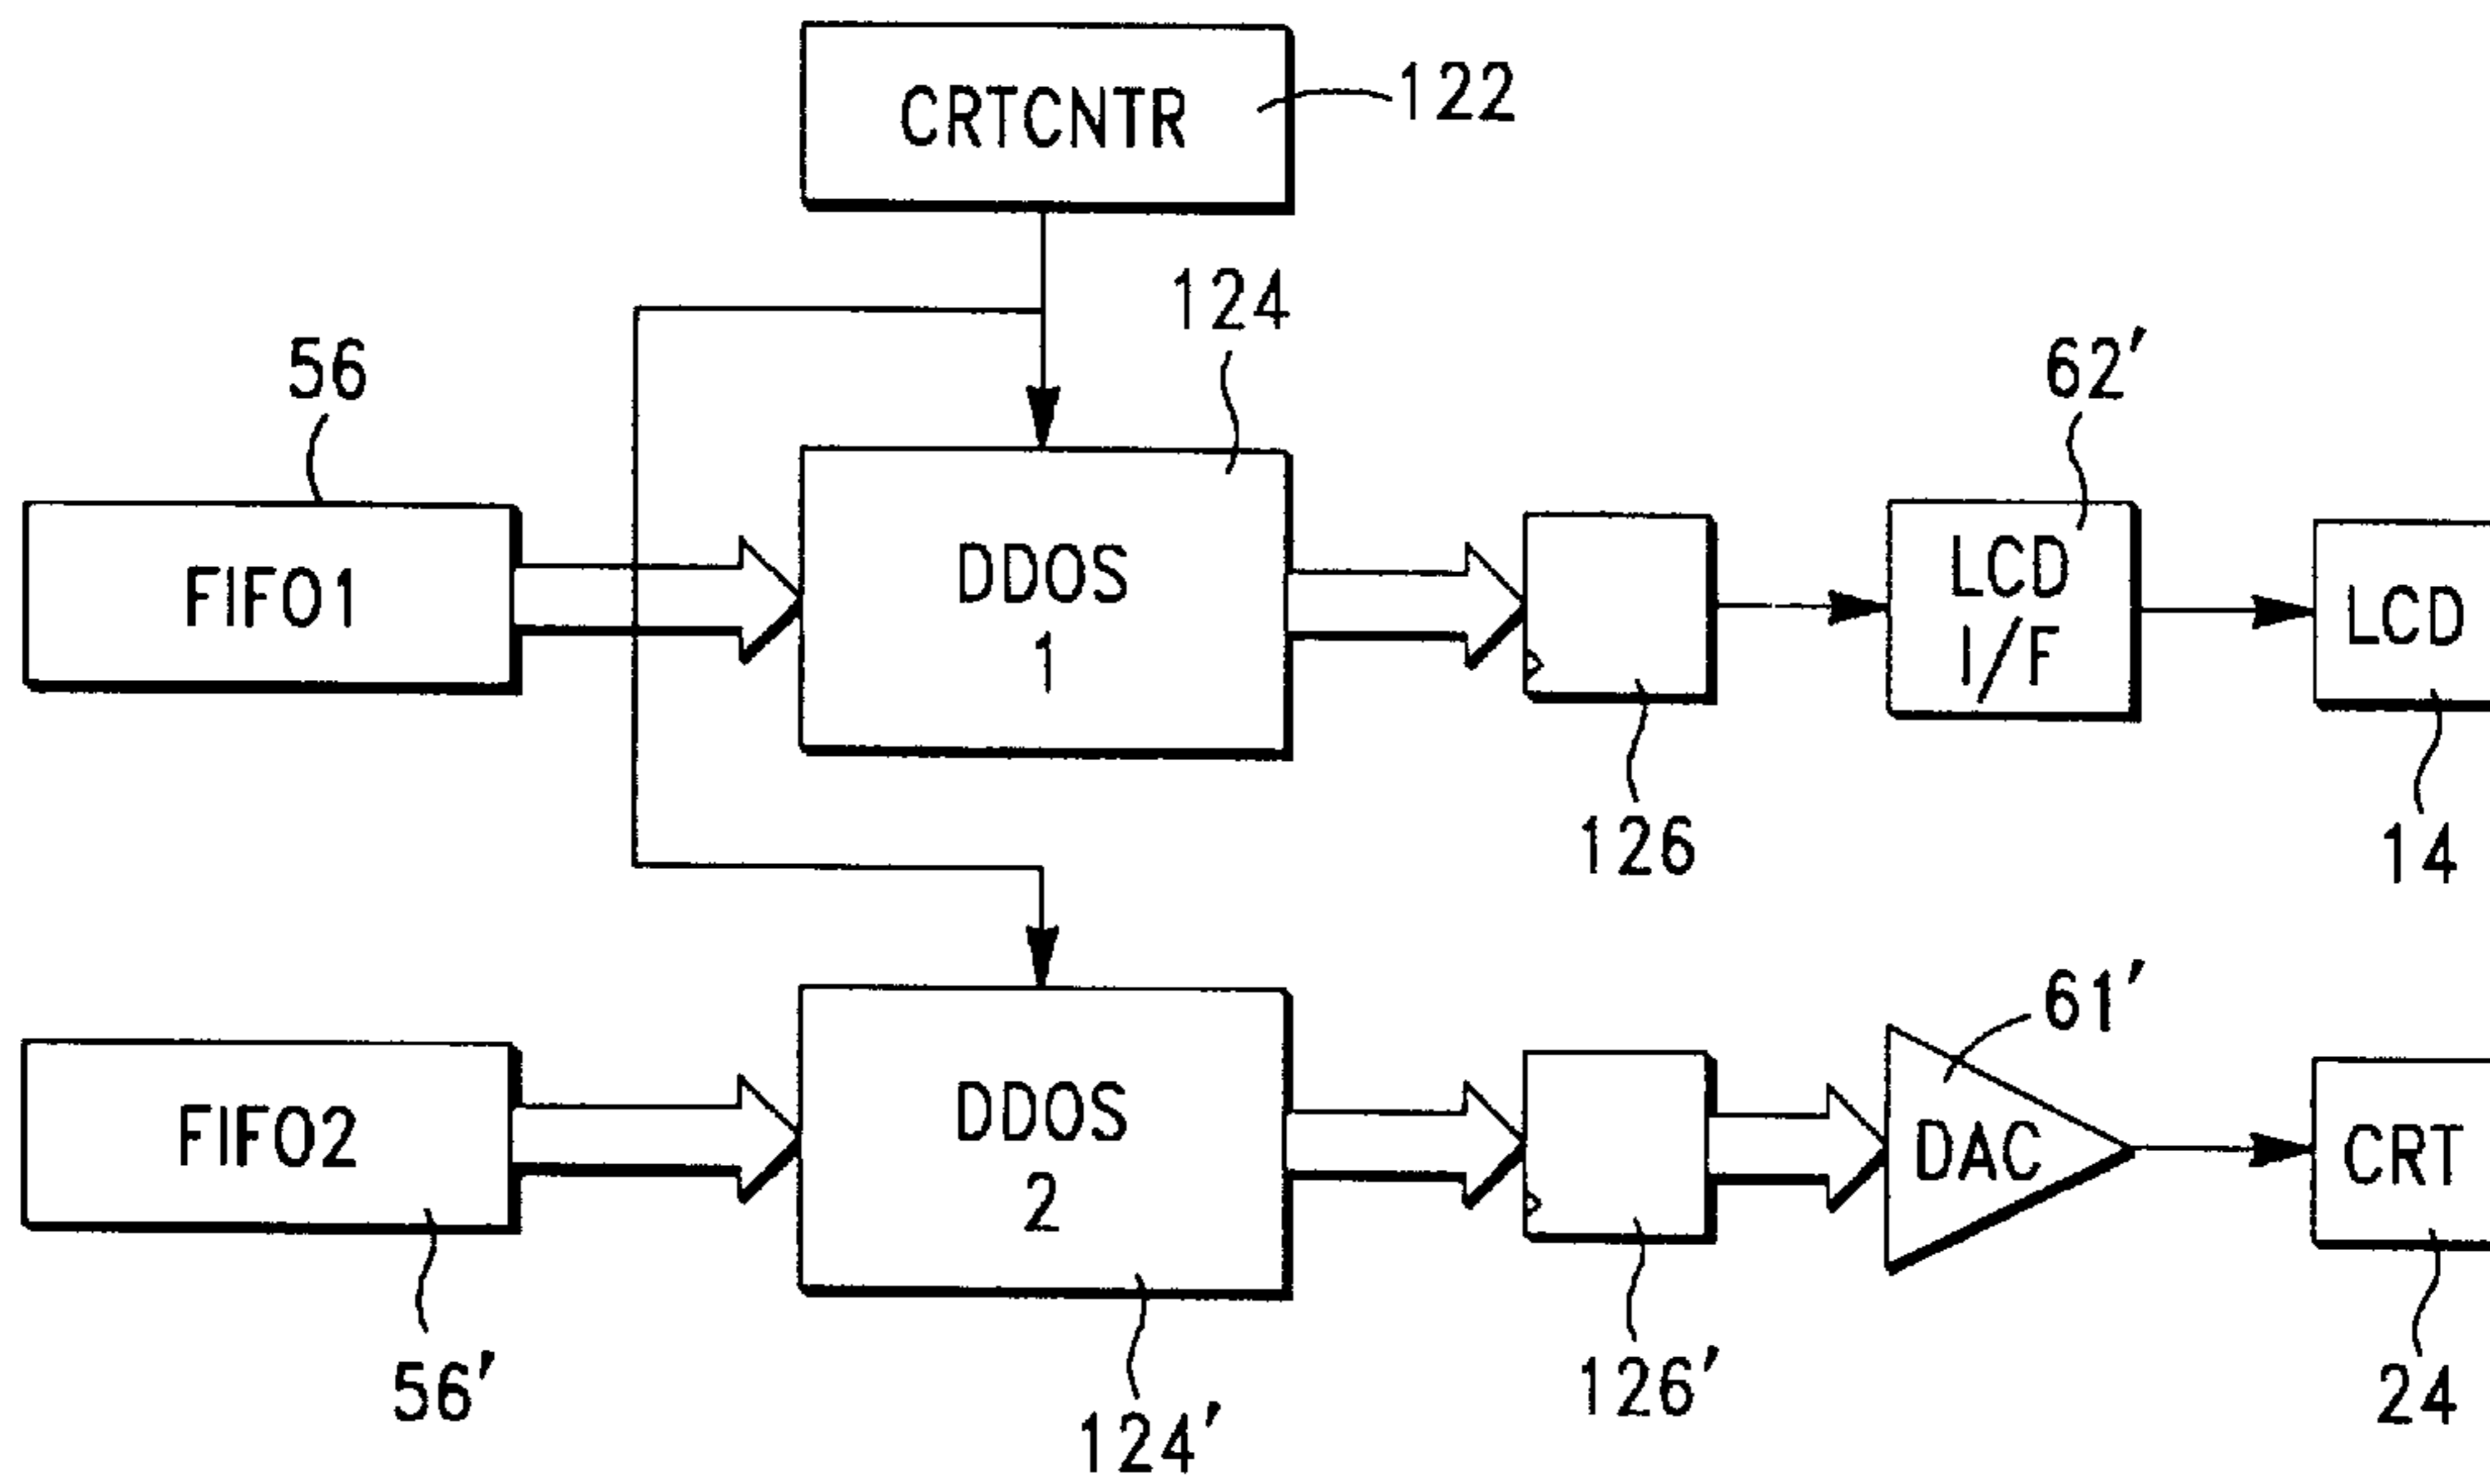 CRTCNTR
122
124
56
62'
FIFO1
DDOS
1
LCD
I/F
LCD
126
14
61'
FIFO2
DDOS
2
DAC
CRT
56'
124'
126'
24